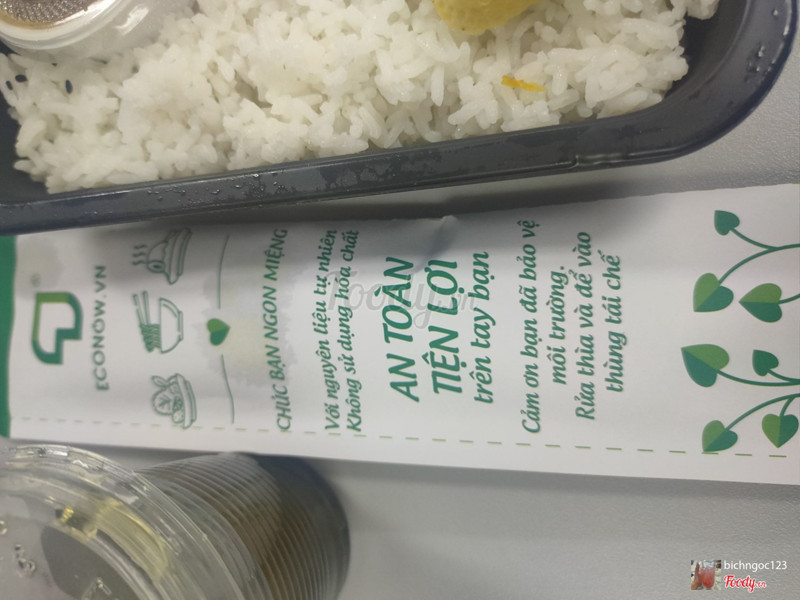 ECONOW.VN
CHÚC BẠN NGON MIỆNG
Với nguyên liệu tự nhiên
Không sử dụng hóa chất
AN TOÀN
TIỆN LỢI
trên tay bạn
Cảm ơn bạn đã bảo vệ
môi trường.
Rửa thìa và để vào
thùng tái chế
Foody.vn
bichngoc123
Foody.vn